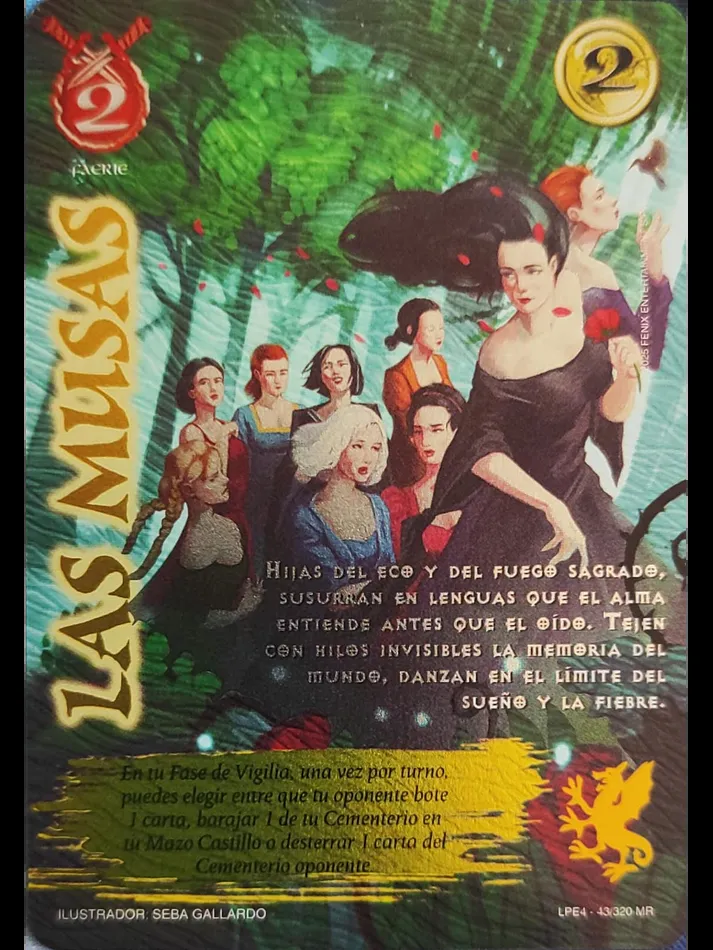 2
2
FAERIE
LAS MUSAS
2025 FENIX ENTERTAINM
HIJAS DEL ECO Y DEL FUEGO SAGRADO,
SUSURRAN EN LENGUAS QUE EL ALMA
ENTIENDE ANTES QUE EL OÍDO. TEJEN
CON HILOS INVISIBLES LA MEMORIA DEL
MUNDO, DANZAN EN EL LÍMITE DEL
SUEÑO Y LA FIEBRE.
En tu Fase de Vigilia, una vez por turno,
puedes elegir entre que tu oponente bote
1 carta, barajar 1 de tu Cementerio en
tu Mazo Castillo o desterrar 1 carta del
Cementerio oponente
ILUSTRADOR: SEBA GALLARDO
LPE4 - 43/320 MR